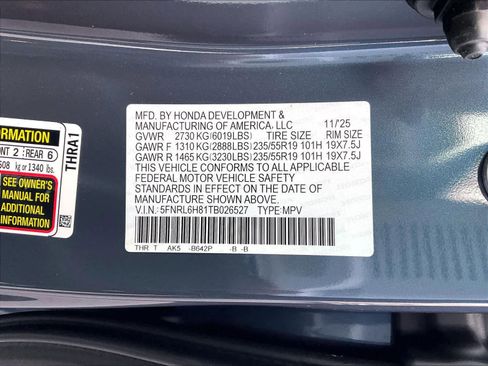 MFD. BY HONDA DEVELOPMENT &
MANUFACTURING OF AMERICA, LLC 11/'25
GVWR 2730 KG(6019LBS) TIRE SIZE RIM SIZE
GAWR F 1310 KG(2888LBS) 235/55R19 101H 19X7.5J
GAWR R 1465 KG(3230LBS) 235/55R19 101H 19X7.5J
THIS VEHICLE CONFORMS TO ALL APPLICABLE
FEDERAL MOTOR VEHICLE SAFETY
STANDARDS IN EFFECT ON THE DATE OF
MANUFACTURE SHOWN ABOVE.
V.I.N.: 5FNRL6H81TB026527 TYPE: MPV
THR T AK5 -B642P -B -B
FORMATION
NT 2 REAR 6
608 kg or 1340 lbs.
SEE OWNER'S
MANUAL FOR
ADDITIONAL
INFORMATION
THRA1